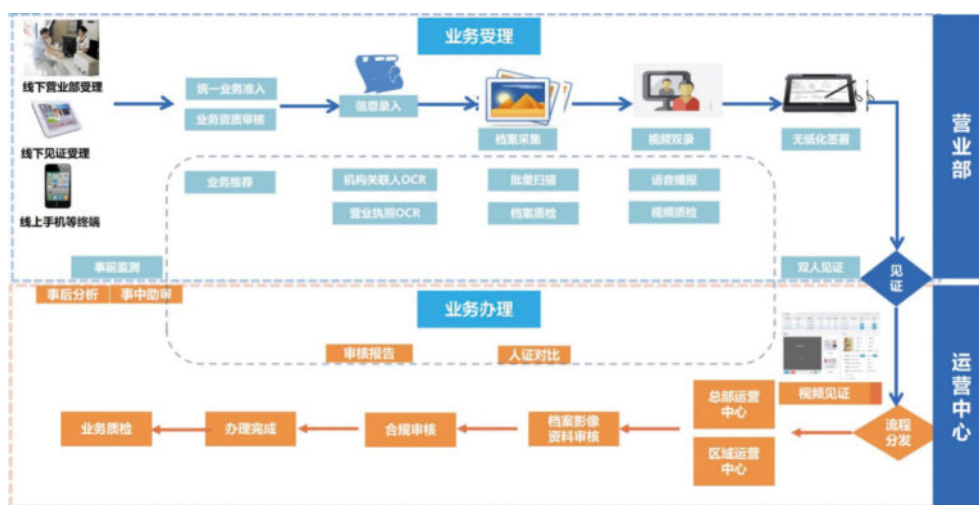 业务受理
线下营业部受理
线下见证受理
线上手机等终端
统一业务准入
业务资质审核
信息录入
档案采集
视频双录
无纸化签署
业务推荐
机构关联人OCR
营业执照OCR
批量扫描
档案质检
语音播报
视频质检
事前监测
双人见证
见证
营业部
事后分析
事中助审
业务办理
审核报告
人证对比
视频见证
业务质检
办理完成
合规审核
档案影像
资料审核
总部运营
中心
区域运营
中心
流程
分发
运营中心